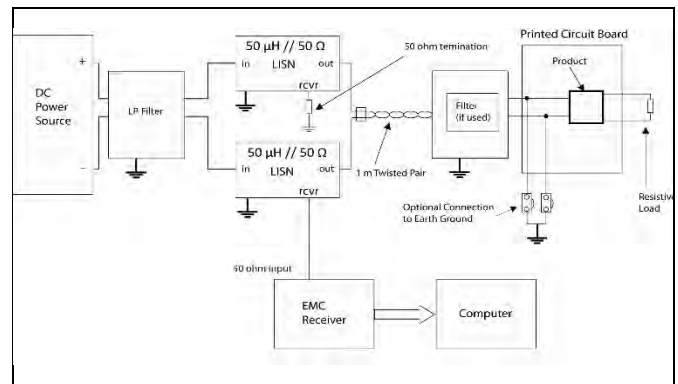 Printed Circuit Board
50 µH // 50 Ω
in LISN out
rcvr
50 ohm temination
Product
DC
Power
Source
+
−
LP Filter
Filter
(if used)
50 µH // 50 Ω
in LISN out
rcvr
1 m Twisted Pair
Optional Connection
to Earth Ground
Resistive
Load
50 ohm input
EMC
Receiver
Computer